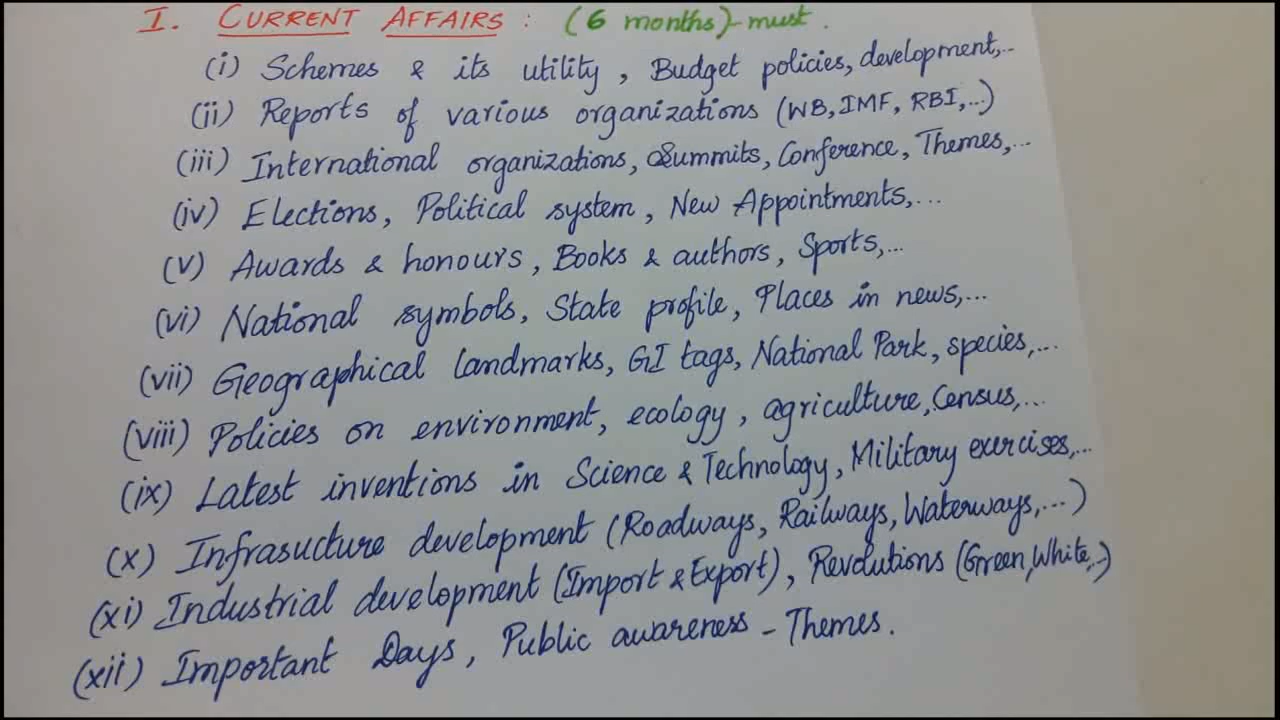 I. CURRENT AFFAIRS : (6 months) - must.
(i) Schemes & its utility, Budget policies, development,..
(ii) Reports of various organizations (WB, IMF, RBI,...)
(iii) International organizations, Summits, Conference, Themes,...
(iv) Elections, Political system, New Appointments,...
(v) Awards & honours, Books & authors, Sports,...
(vi) National symbols, State profile, Places in news,...
(vii) Geographical landmarks, GI tags, National Park, species,...
(viii) Policies on environment, ecology, agriculture, Census,...
(ix) Latest inventions in Science & Technology, Military exercises,...
(x) Infrasucture development (Roadways, Railways, Waterways,...)
(xi) Industrial development (Import & Export), Revolutions (Green, White,..)
(xii) Important Days, Public awareness - Themes.